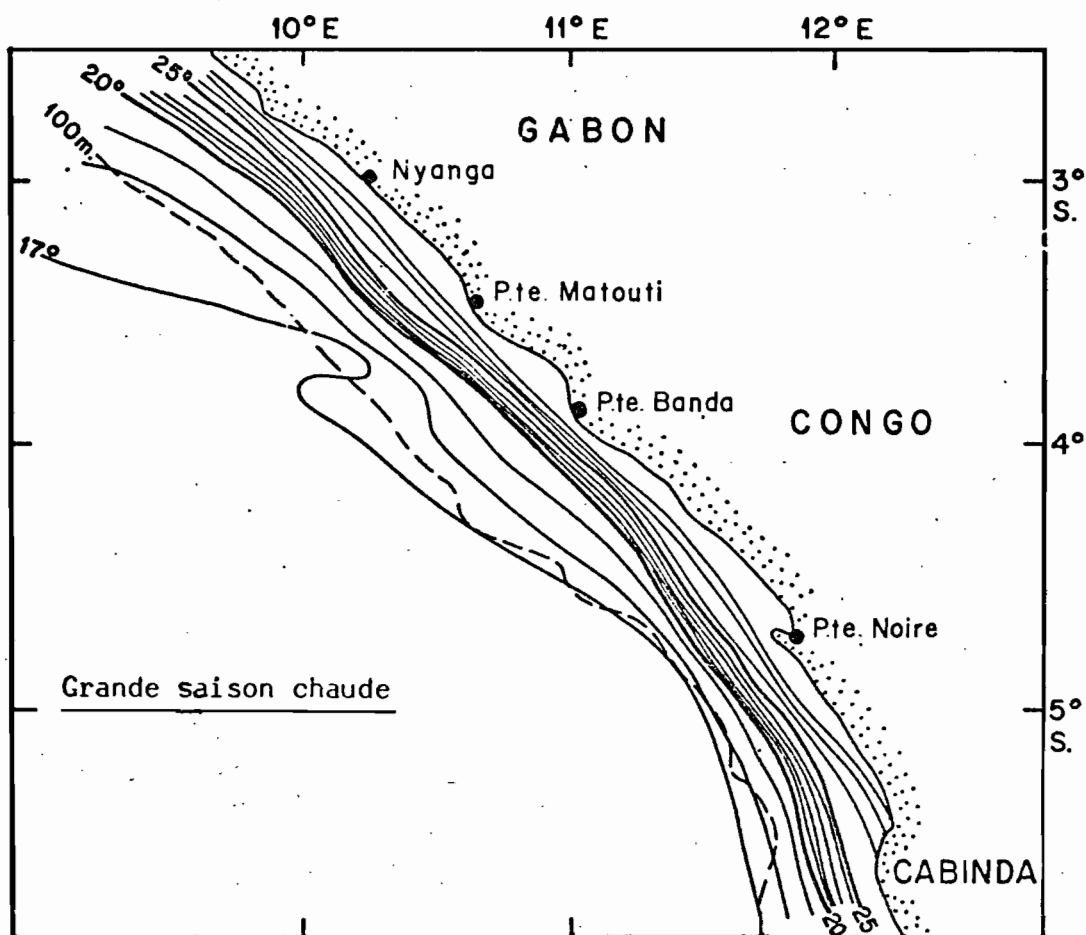 10°E 11°E 12°E
25°
20°
100m.
GABON
Nyanga
3°
S.
17°
P.te. Matouti
P.te. Banda
CONGO
4°
P.te. Noire
Grande saison chaude
5°
S.
CABINDA
20
25